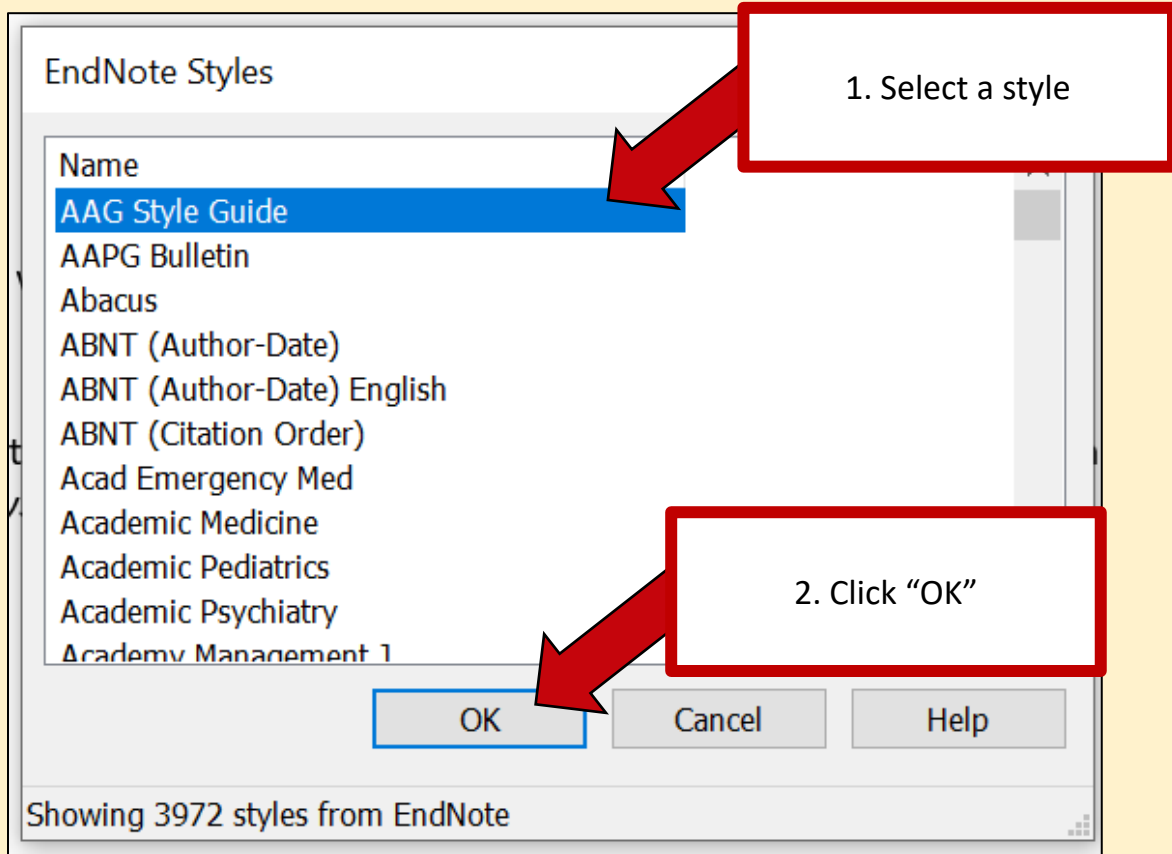 EndNote Styles
1. Select a style
Name
AAG Style Guide
AAPG Bulletin
Abacus
ABNT (Author-Date)
ABNT (Author-Date) English
ABNT (Citation Order)
Acad Emergency Med
Academic Medicine
Academic Pediatrics
Academic Psychiatry
Academy Management J
2. Click “OK”
OK
Cancel
Help
Showing 3972 styles from EndNote